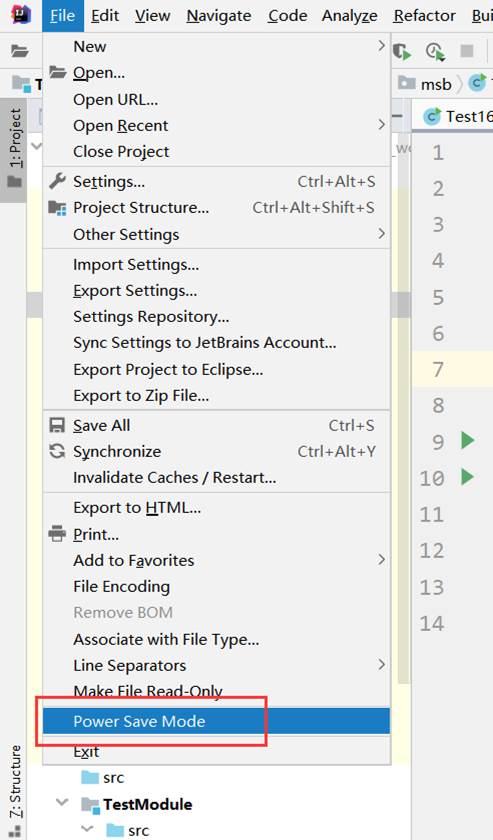 File Edit View Navigate Code Analyze Refactor
msb
1: Project
Test16
New
Open...
Open URL...
Open Recent
Close Project
Settings... Ctrl+Alt+S
Project Structure... Ctrl+Alt+Shift+S
Other Settings
Import Settings...
Export Settings...
Settings Repository...
Sync Settings to JetBrains Account...
Export Project to Eclipse...
Export to Zip File...
Save All Ctrl+S
Synchronize Ctrl+Alt+Y
Invalidate Caches / Restart...
Export to HTML...
Print...
Add to Favorites
File Encoding
Remove BOM
Associate with File Type...
Line Separators
Make File Read-Only
Power Save Mode
Exit
1
2
3
4
5
6
7
8
9
10
11
12
13
14
7: Structure
src
TestModule
src